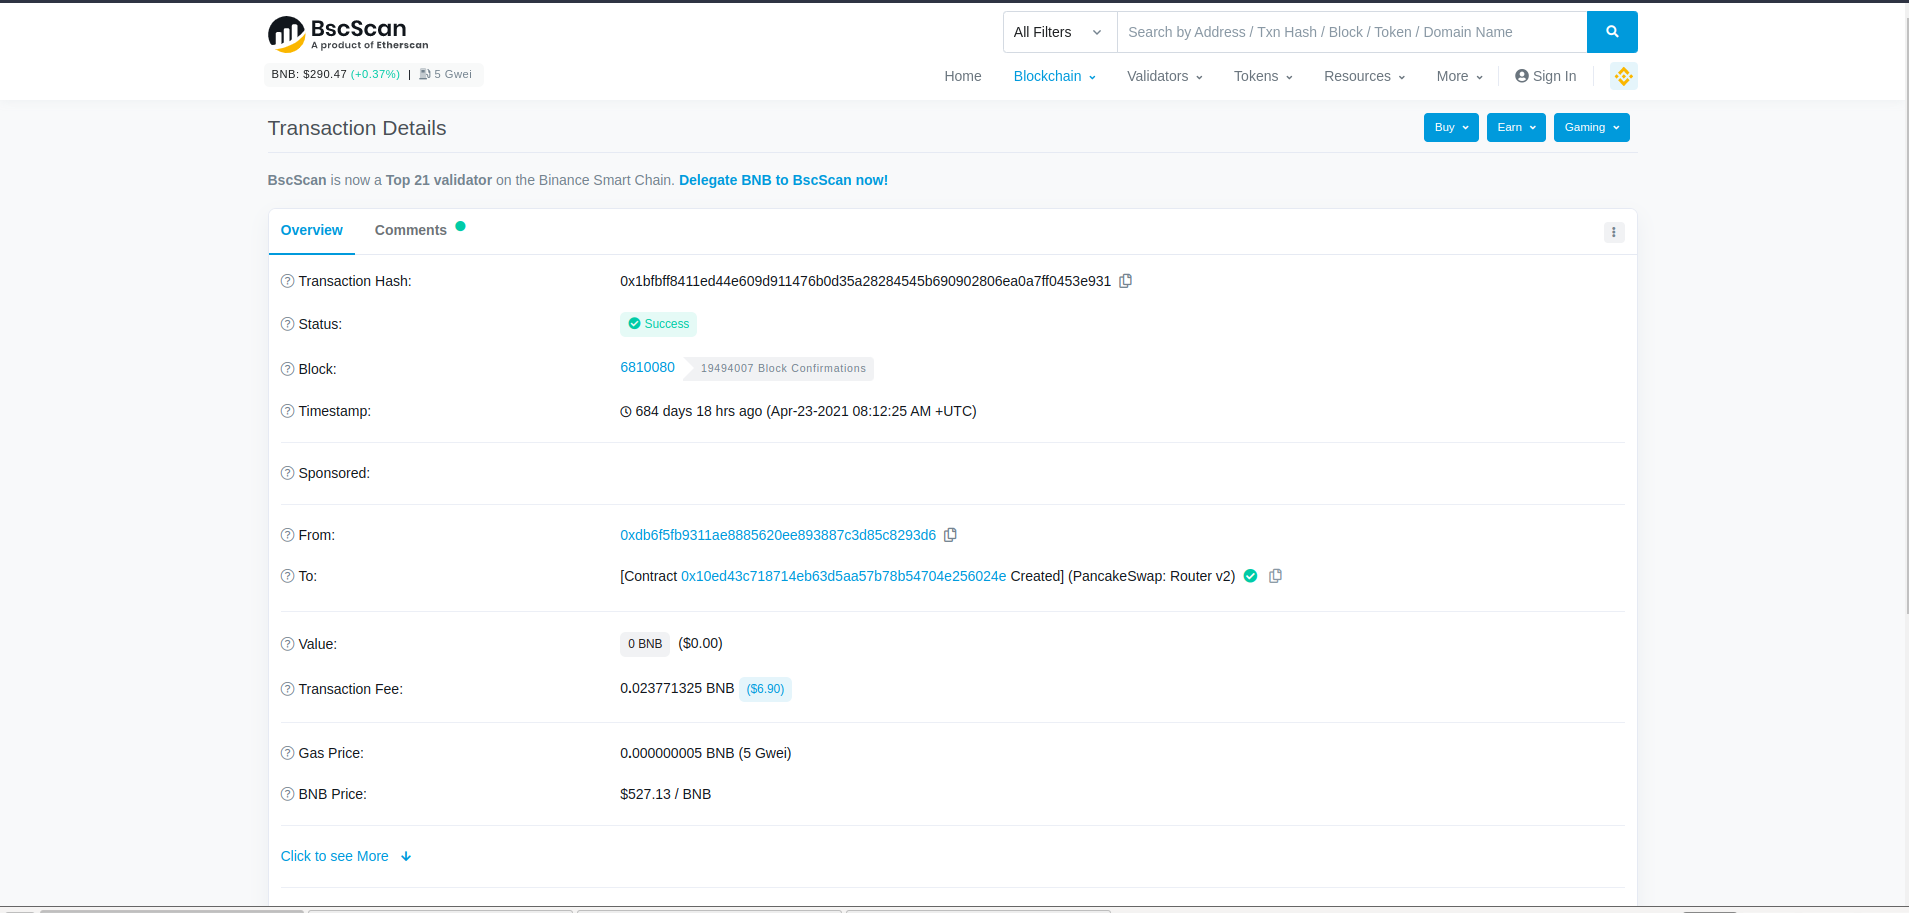 BscScan
A product of Etherscan
All Filters
Search by Address / Txn Hash / Block / Token / Domain Name
BNB: $290.47 (+0.37%) | 5 Gwei
Home Blockchain Validators Tokens Resources More Sign In
Transaction Details
Buy Earn Gaming
BscScan is now a Top 21 validator on the Binance Smart Chain. Delegate BNB to BscScan now!
Overview Comments
Transaction Hash: 0x1bfbff8411ed44e609d911476b0d35a28284545b690902806ea0a7ff0453e931
Status: Success
Block: 6810080 19494007 Block Confirmations
Timestamp: 684 days 18 hrs ago (Apr-23-2021 08:12:25 AM +UTC)
Sponsored:
From: 0xdb6f5fb9311ae8885620ee893887c3d85c8293d6
To: [Contract 0x10ed43c718714eb63d5aa57b78b54704e256024e Created] (PancakeSwap: Router v2)
Value: 0 BNB ($0.00)
Transaction Fee: 0.023771325 BNB ($6.90)
Gas Price: 0.000000005 BNB (5 Gwei)
BNB Price: $527.13 / BNB
Click to see More